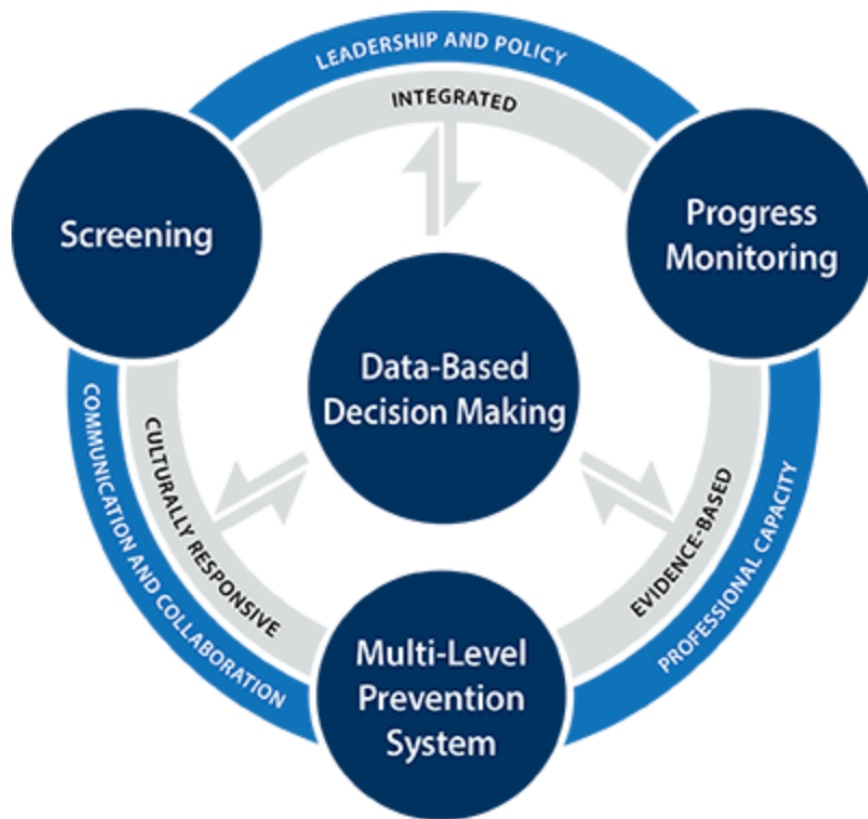 LEADERSHIP AND POLICY
INTEGRATED
Screening
Progress
Monitoring
Data-Based
Decision Making
COMMUNICATION AND COLLABORATION
CULTURALLY RESPONSIVE
EVIDENCE-BASED
PROFESSIONAL CAPACITY
Multi-Level
Prevention
System